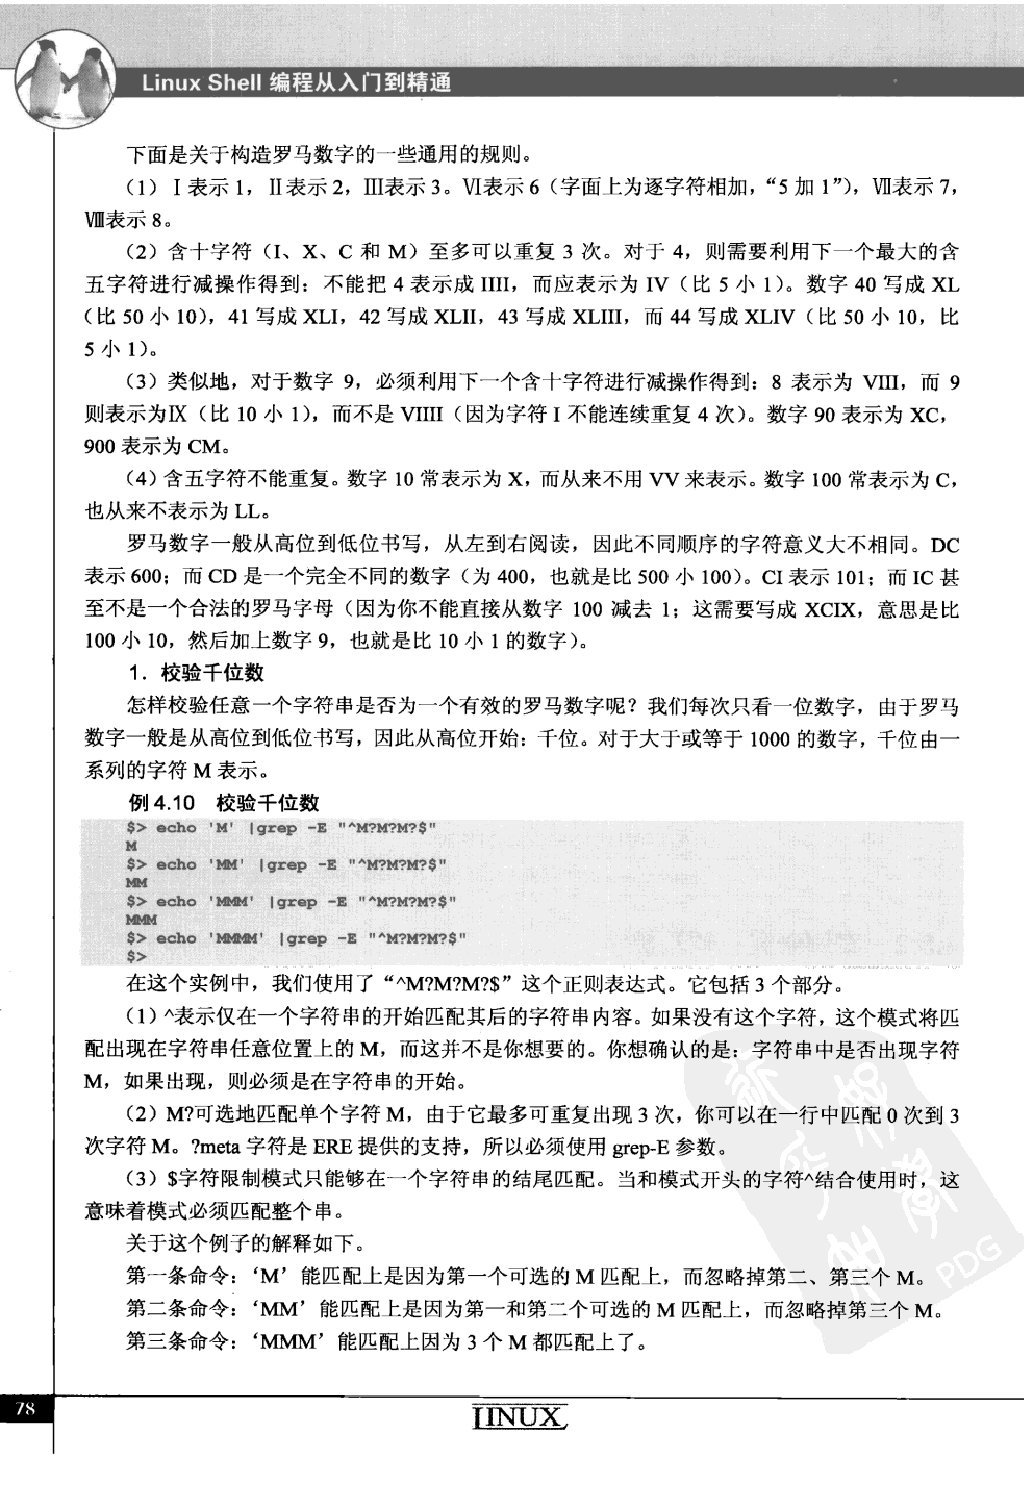 Linux Shell 编程从入门到精通
下面是关于构造罗马数字的一些通用的规则。
（1）Ⅰ表示 1，Ⅱ表示 2，Ⅲ表示 3。Ⅵ表示 6（字面上为逐字符相加，“5 加 1”），Ⅶ表示 7，
Ⅷ表示 8。
（2）含十字符（I、X、C 和 M）至多可以重复 3 次。对于 4，则需要利用下一个最大的含
五字符进行减操作得到：不能把 4 表示成 IIII，而应表示为 IV（比 5 小 1）。数字 40 写成 XL
（比 50 小 10），41 写成 XLI，42 写成 XLII，43 写成 XLIII，而 44 写成 XLIV（比 50 小 10，比
5 小 1）。
（3）类似地，对于数字 9，必须利用下一个含十字符进行减操作得到：8 表示为 VIII，而 9
则表示为Ⅸ（比 10 小 1），而不是 VIIII（因为字符 I 不能连续重复 4 次）。数字 90 表示为 XC，
900 表示为 CM。
（4）含五字符不能重复。数字 10 常表示为 X，而从来不用 VV 来表示。数字 100 常表示为 C，
也从来不表示为 LL。
罗马数字一般从高位到低位书写，从左到右阅读，因此不同顺序的字符意义大不相同。DC
表示 600；而 CD 是一个完全不同的数字（为 400，也就是比 500 小 100）。CI 表示 101；而 IC 甚
至不是一个合法的罗马字母（因为你不能直接从数字 100 减去 1；这需要写成 XCIX，意思是比
100 小 10，然后加上数字 9，也就是比 10 小 1 的数字）。
1．校验千位数
怎样校验任意一个字符串是否为一个有效的罗马数字呢？我们每次只看一位数字，由于罗马
数字一般是从高位到低位书写，因此从高位开始：千位。对于大于或等于 1000 的数字，千位由一
系列的字符 M 表示。
例 4.10 校验千位数
$> echo 'M' |grep -E "^M?M?M?$"
M
$> echo 'MM' |grep -E "^M?M?M?$"
MM
$> echo 'MMM' |grep -E "^M?M?M?$"
MMM
$> echo 'MMMM' |grep -E "^M?M?M?$"
$>
在这个实例中，我们使用了“^M?M?M?$”这个正则表达式。它包括 3 个部分。
（1）^表示仅在一个字符串的开始匹配其后的字符串内容。如果没有这个字符，这个模式将匹
配出现在字符串任意位置上的 M，而这并不是你想要的。你想确认的是：字符串中是否出现字符
M，如果出现，则必须是在字符串的开始。
（2）M?可选地匹配单个字符 M，由于它最多可重复出现 3 次，你可以在一行中匹配 0 次到 3
次字符 M。?meta 字符是 ERE 提供的支持，所以必须使用 grep-E 参数。
（3）$字符限制模式只能够在一个字符串的结尾匹配。当和模式开头的字符^结合使用时，这
意味着模式必须匹配整个串。
关于这个例子的解释如下。
第一条命令：‘M’能匹配上是因为第一个可选的 M 匹配上，而忽略掉第二、第三个 M。
第二条命令：‘MM’能匹配上是因为第一和第二个可选的 M 匹配上，而忽略掉第三个 M。
第三条命令：‘MMM’能匹配上因为 3 个 M 都匹配上了。
PDG
78
LINUX